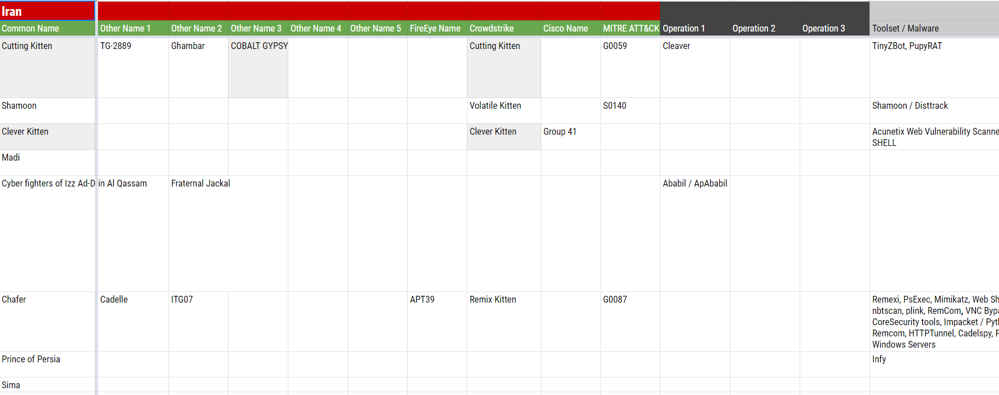 Iran
Common Name Other Name 1 Other Name 2 Other Name 3 Other Name 4 Other Name 5 FireEye Name Crowdstrike Cisco Name MITRE ATT&CK Operation 1 Operation 2 Operation 3 Toolset / Malware
Cutting Kitten TG-2889 Ghambar COBALT GYPSY Cutting Kitten G0059 Cleaver TinyZBot, PupyRAT
Shamoon Volatile Kitten S0140 Shamoon / Disttrack
Clever Kitten Clever Kitten Group 41 Acunetix Web Vulnerability Scanne
SHELL
Madi
Cyber fighters of Izz Ad-Din Al Qassam Fraternal Jackal Ababil / ApAbabil
Chafer Cadelle ITG07 APT39 Remix Kitten G0087 Remexi, PsExec, Mimikatz, Web Sh
nbtscan, plink, RemCom, VNC Bypa
CoreSecurity tools, Impacket / Pyt
Remcom, HTTPTunnel, Cadelspy,
Windows Servers
Prince of Persia Infy
Sima